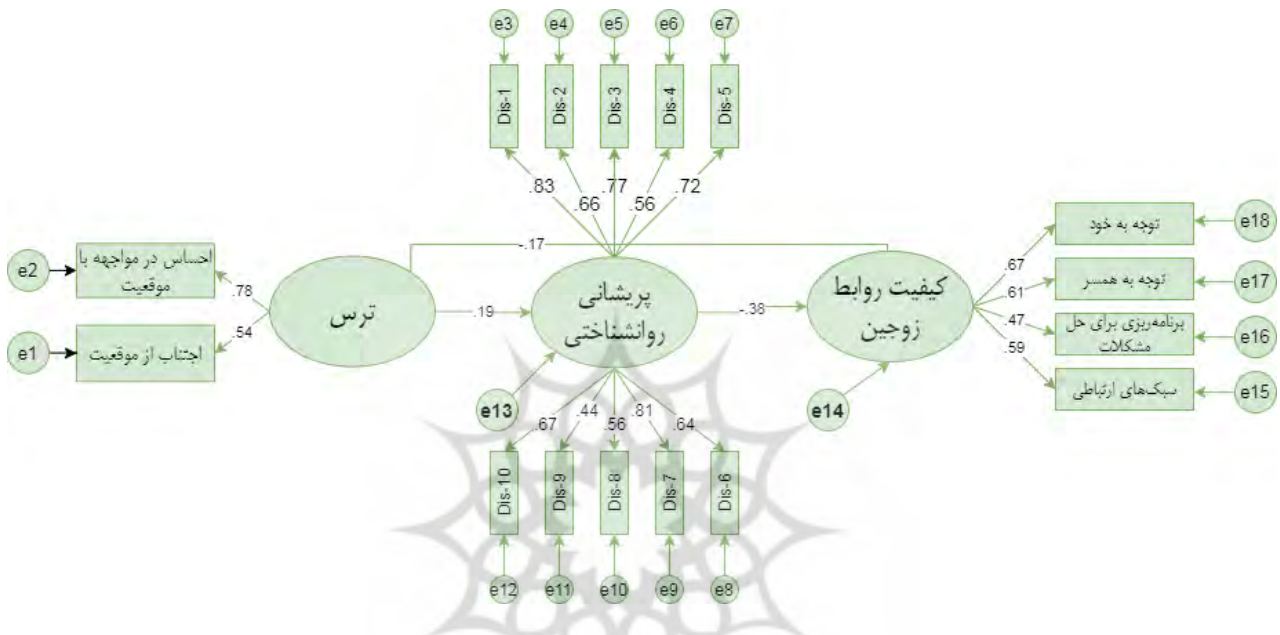 e3
e4
e5
e6
e7
Dis-1
Dis-2
Dis-3
Dis-4
Dis-5
.83
.66
.77
.56
.72
-.17
e2
احساس در مواجهه با
موقعیت
.78
e1
اجتناب از موقعیت
.54
ترس
.19
پریشانی
روانشناختی
-.38
کیفیت روابط
زوجین
.67
توجه به خود
e18
.61
توجه به همسر
e17
.47
برنامه‌ریزی برای حل
مشکلات
e16
.59
سبک‌های ارتباطی
e15
e13
e14
.67
.44
.56
.81
.64
Dis-10
Dis-9
Dis-8
Dis-7
Dis-6
e12
e11
e10
e9
e8